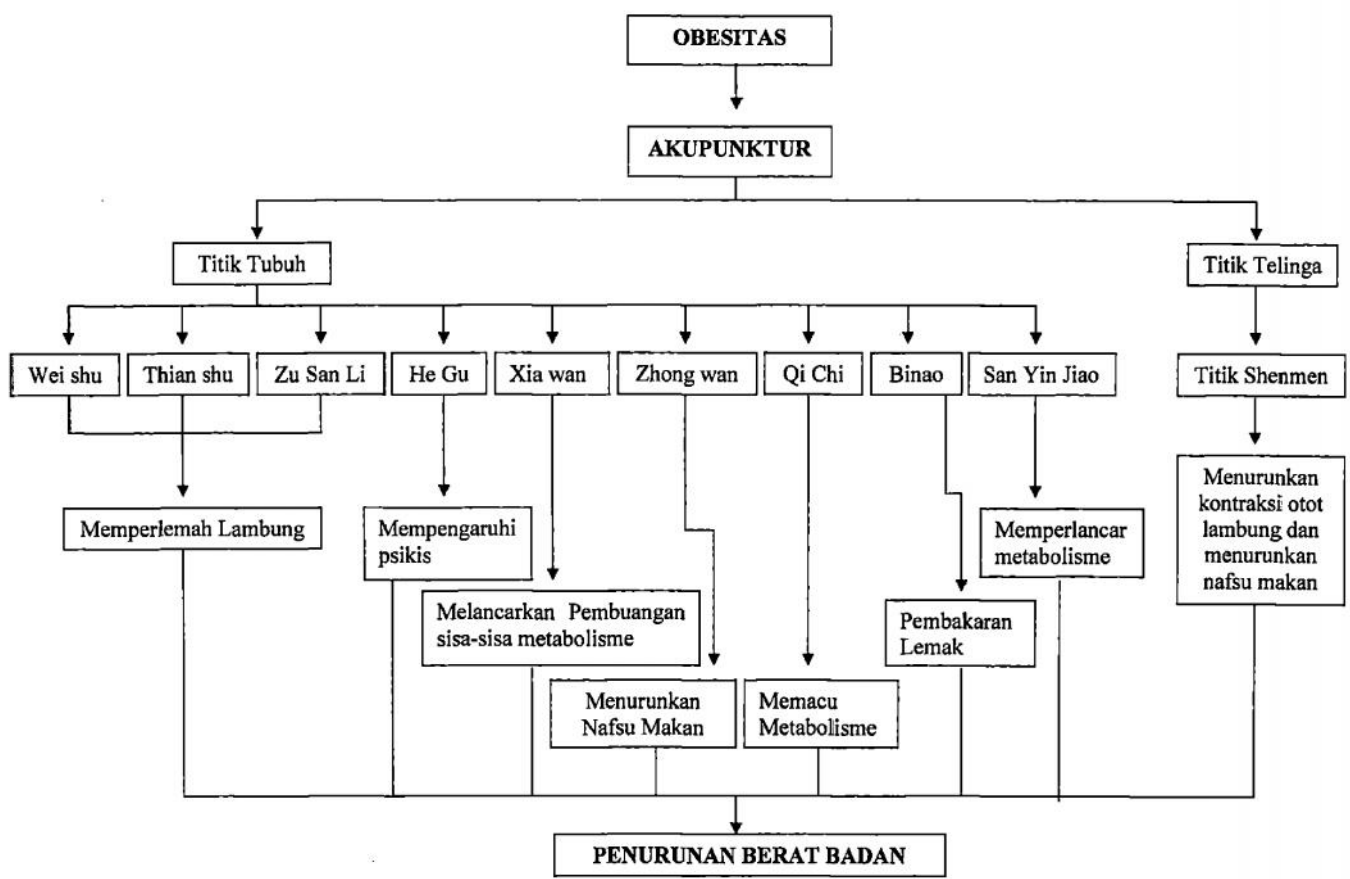 OBESITAS
AKUPUNKTUR
Titik Tubuh
Titik Telinga
Wei shu
Thian shu
Zu San Li
He Gu
Xia wan
Zhong wan
Qi Chi
Binao
San Yin Jiao
Titik Shenmen
Memperlemah Lambung
Mempengaruhi
psikis
Melancarkan Pembuangan
sisa-sisa metabolisme
Menurunkan
Nafsu Makan
Memacu
Metabolisme
Pembakaran
Lemak
Memperlancar
metabolisme
Menurunkan
kontraksi otot
lambung dan
menurunkan
nafsu makan
PENURUNAN BERAT BADAN